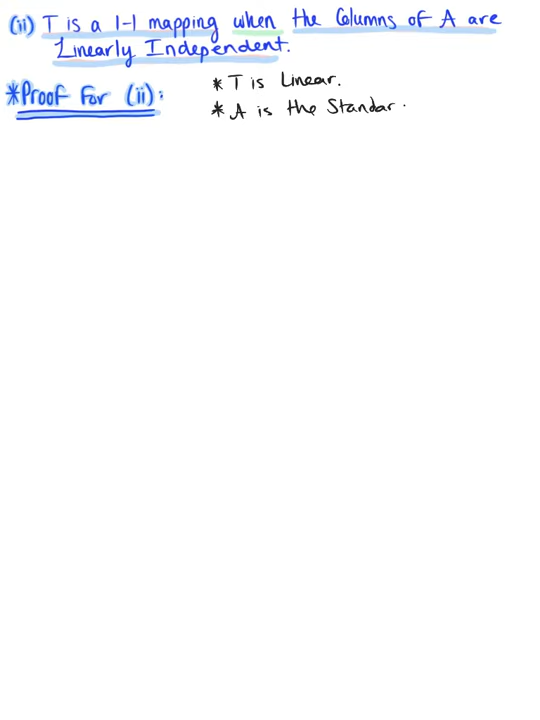 (ii) T is a 1-1 mapping when the Columns of A are
Linearly Independent.
*Proof For (ii):
* T is Linear.
* A is the Standar.